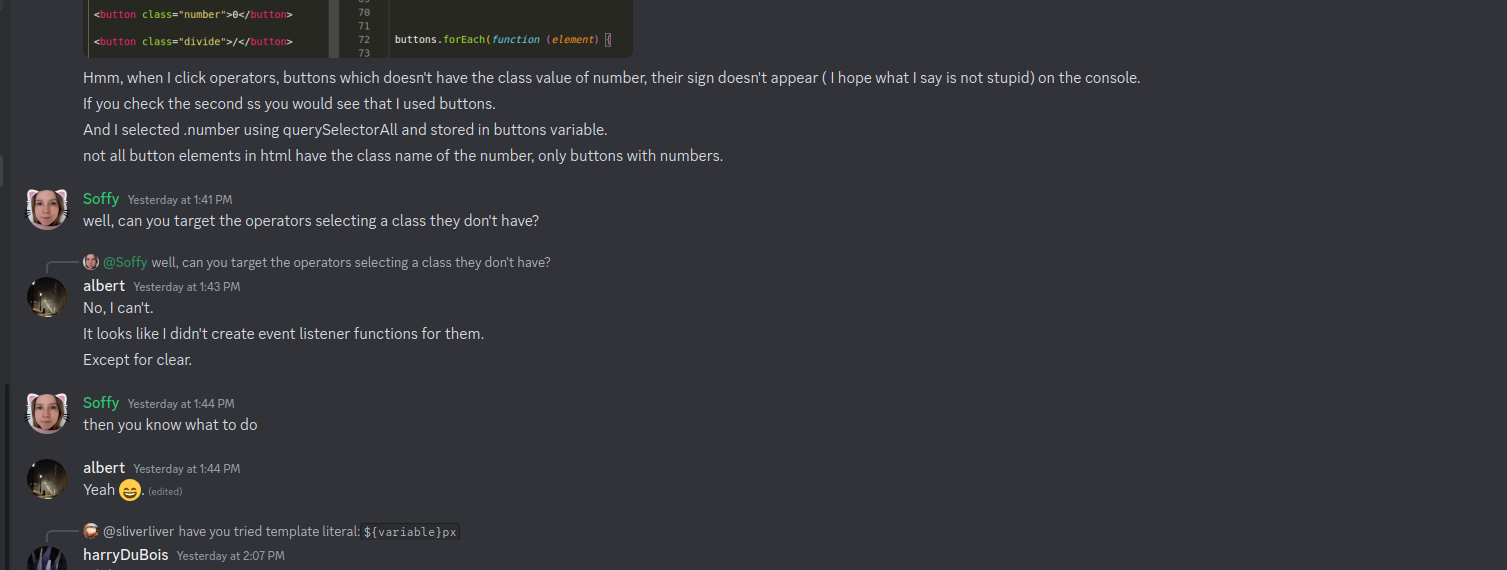 69
<button class="number">0</button>
70
71
<button class="divide">/</button>
72 buttons.forEach(function (element) {
73
Hmm, when I click operators, buttons which doesn't have the class value of number, their sign doesn't appear ( I hope what I say is not stupid) on the console.
If you check the second ss you would see that I used buttons.
And I selected .number using querySelectorAll and stored in buttons variable.
not all button elements in html have the class name of the number, only buttons with numbers.
Soffy Yesterday at 1:41 PM
well, can you target the operators selecting a class they don't have?
@Soffy well, can you target the operators selecting a class they don't have?
albert Yesterday at 1:43 PM
No, I can't.
It looks like I didn't create event listener functions for them.
Except for clear.
Soffy Yesterday at 1:44 PM
then you know what to do
albert Yesterday at 1:44 PM
Yeah 😄. (edited)
@sliverliver have you tried template literal: ${variable}px
harryDuBois Yesterday at 2:07 PM